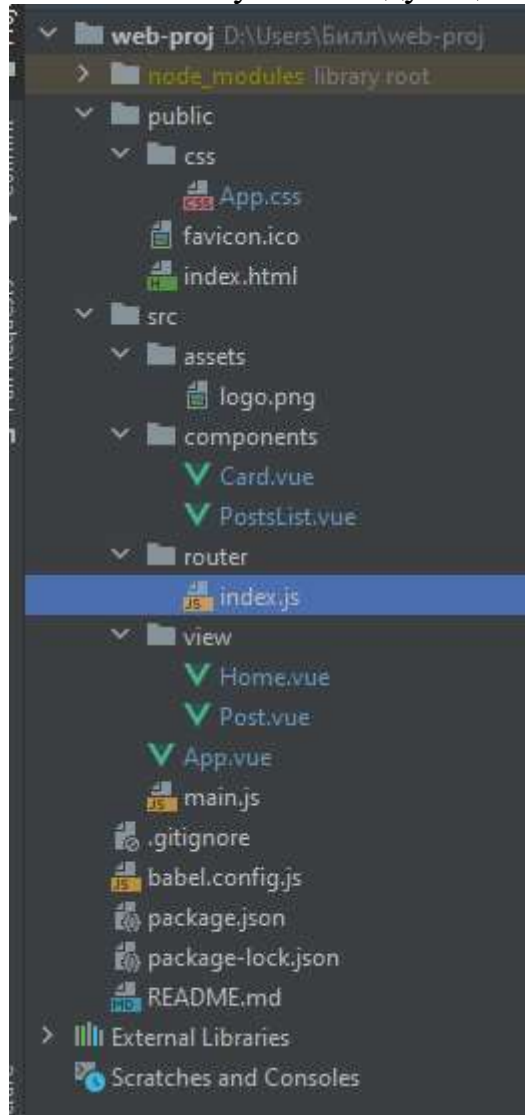 web-proj D:\Users\Билл\web-proj
node_modules library root
public
css
App.css
favicon.ico
index.html
src
assets
logo.png
components
Card.vue
PostsList.vue
router
index.js
view
Home.vue
Post.vue
App.vue
main.js
.gitignore
babel.config.js
package.json
package-lock.json
README.md
External Libraries
Scratches and Consoles